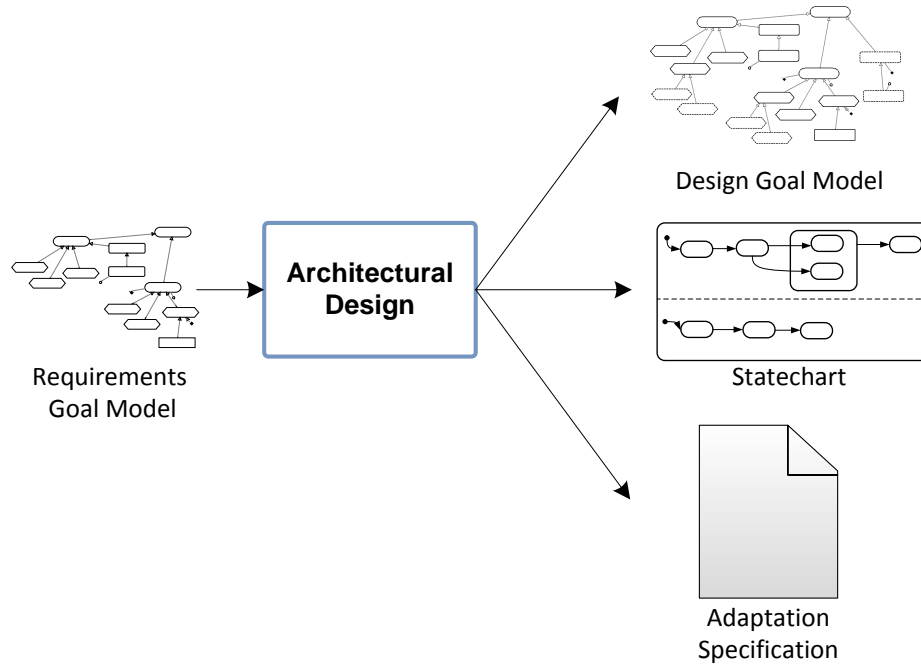 Design Goal Model
Architectural
Design
Requirements
Goal Model
Statechart
Adaptation
Specification